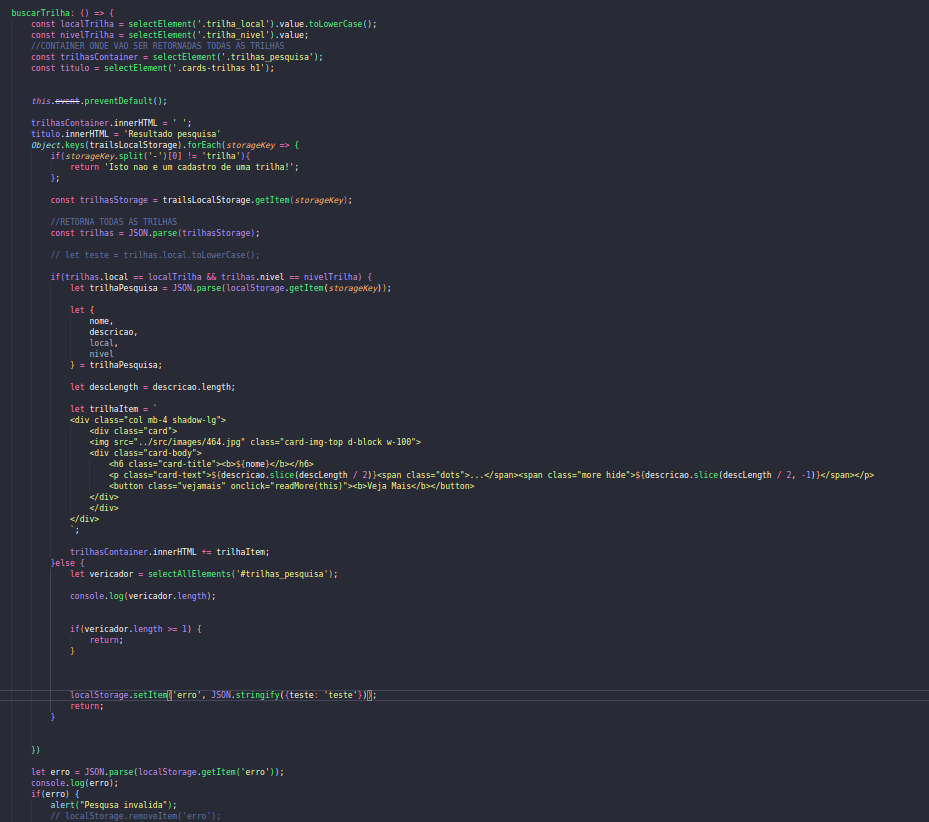 buscarTrilha: () => {
const localTrilha = selectElement('.trilha_local').value.toLowerCase();
const nivelTrilha = selectElement('.trilha_nivel').value;
//CONTAINER ONDE VAO SER RETORNADAS TODAS AS TRILHAS
const trilhasContainer = selectElement('.trilhas_pesquisa');
const titulo = selectElement('.cards-trilhas h1');
this.event.preventDefault();
trilhasContainer.innerHTML = ' ';
titulo.innerHTML = 'Resultado pesquisa'
Object.keys(trailsLocalStorage).forEach(storageKey => {
if(storageKey.split('-')[0] != 'trilha'){
return 'Isto nao e um cadastro de uma trilha!';
};
const trilhasStorage = trailsLocalStorage.getItem(storageKey);
//RETORNA TODAS AS TRILHAS
const trilhas = JSON.parse(trilhasStorage);
// let teste = trilhas.local.toLowerCase();
if(trilhas.local == localTrilha && trilhas.nivel == nivelTrilha) {
let trilhaPesquisa = JSON.parse(localStorage.getItem(storageKey));
let {
nome,
descricao,
local,
nivel
} = trilhaPesquisa;
let descLength = descricao.length;
let trilhaItem = `
<div class="col mb-4 shadow-lg">
<div class="card">
<img src="../src/images/464.jpg" class="card-img-top d-block w-100">
<div class="card-body">
<h6 class="card-title"><b>${nome}</b></h6>
<p class="card-text">${descricao.slice(descLength / 2)}<span class="dots">...</span><span class="more hide">${descricao.slice(descLength / 2, -1)}</span></p>
<button class="vejamais" onclick="readMore(this)"><b>Veja Mais</b></button>
</div>
</div>
</div>
`;
trilhasContainer.innerHTML += trilhaItem;
}else {
let vericador = selectAllElements('#trilhas_pesquisa');
console.log(vericador.length);
if(vericador.length >= 1) {
return;
}
localStorage.setItem('erro', JSON.stringify({teste: 'teste'}));
return;
}
})
let erro = JSON.parse(localStorage.getItem('erro'));
console.log(erro);
if(erro) {
alert("Pesqusa invalida");
// localStorage.removeItem('erro');